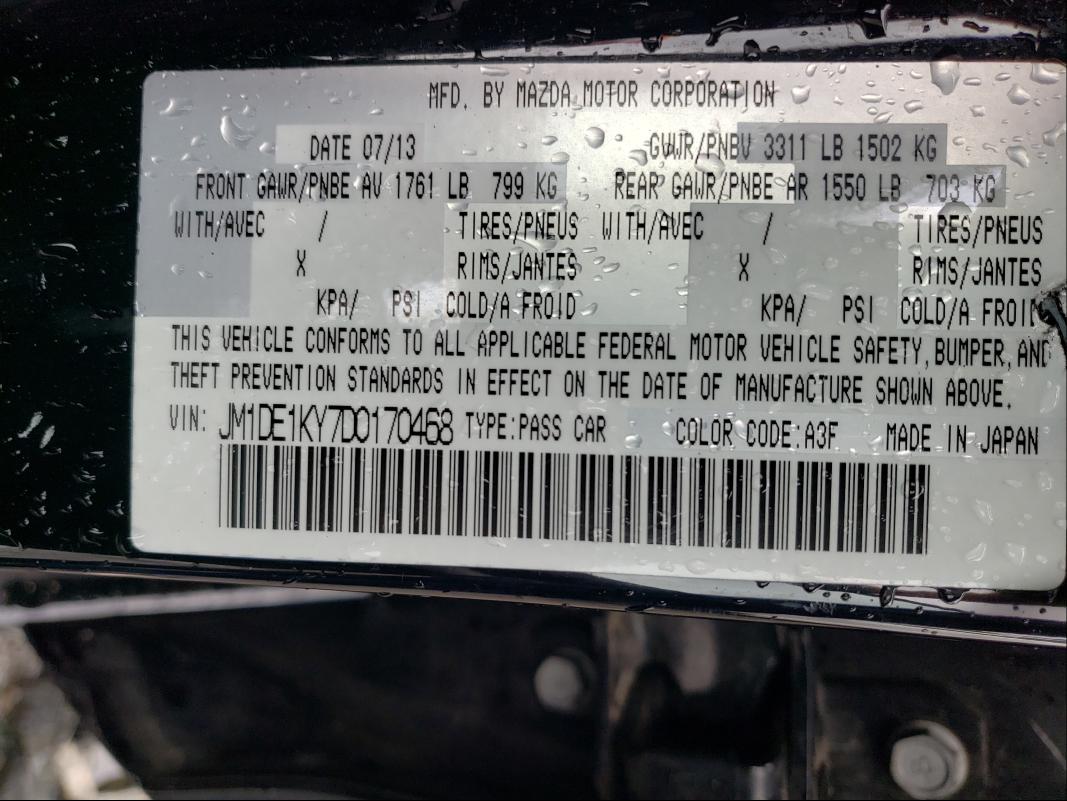 MFD. BY MAZDA MOTOR CORPORATION
DATE 07/13 GVWR/PNBV 3311 LB 1502 KG
FRONT GAWR/PNBE AV 1761 LB 799 KG REAR GAWR/PNBE AR 1550 LB 703 KG
WITH/AVEC / TIRES/PNEUS WITH/AVEC / TIRES/PNEUS
X RIMS/JANTES X RIMS/JANTES
KPA/ PSI COLD/A FROID KPA/ PSI COLD/A FROID
THIS VEHICLE CONFORMS TO ALL APPLICABLE FEDERAL MOTOR VEHICLE SAFETY, BUMPER, AND
THEFT PREVENTION STANDARDS IN EFFECT ON THE DATE OF MANUFACTURE SHOWN ABOVE.
VIN: JM1DE1KY7D0170468 TYPE:PASS CAR COLOR CODE:A3F MADE IN JAPAN